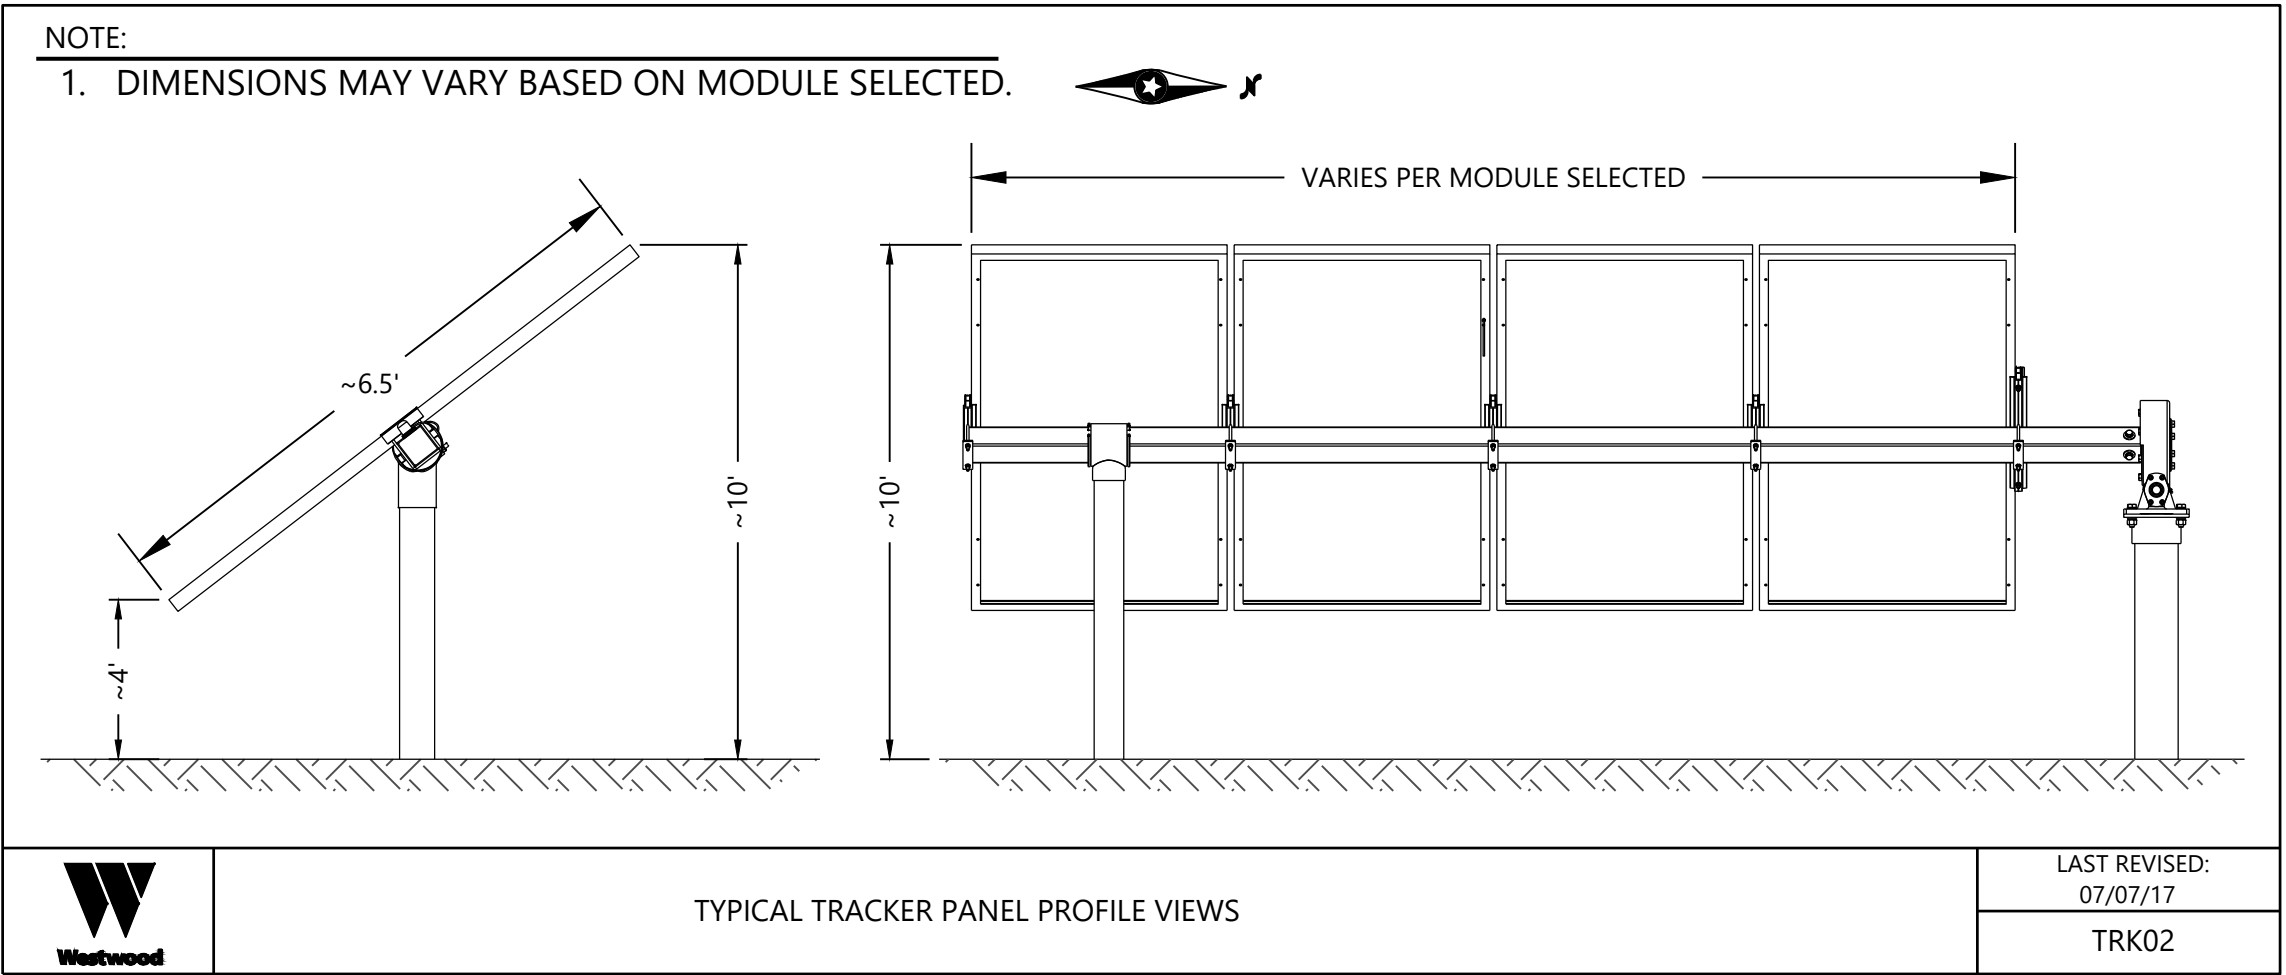 NOTE:
1. DIMENSIONS MAY VARY BASED ON MODULE SELECTED.
N
VARIES PER MODULE SELECTED
~6.5'
~10'
~10'
~4'
TYPICAL TRACKER PANEL PROFILE VIEWS
LAST REVISED:
07/07/17
TRK02
Westwood